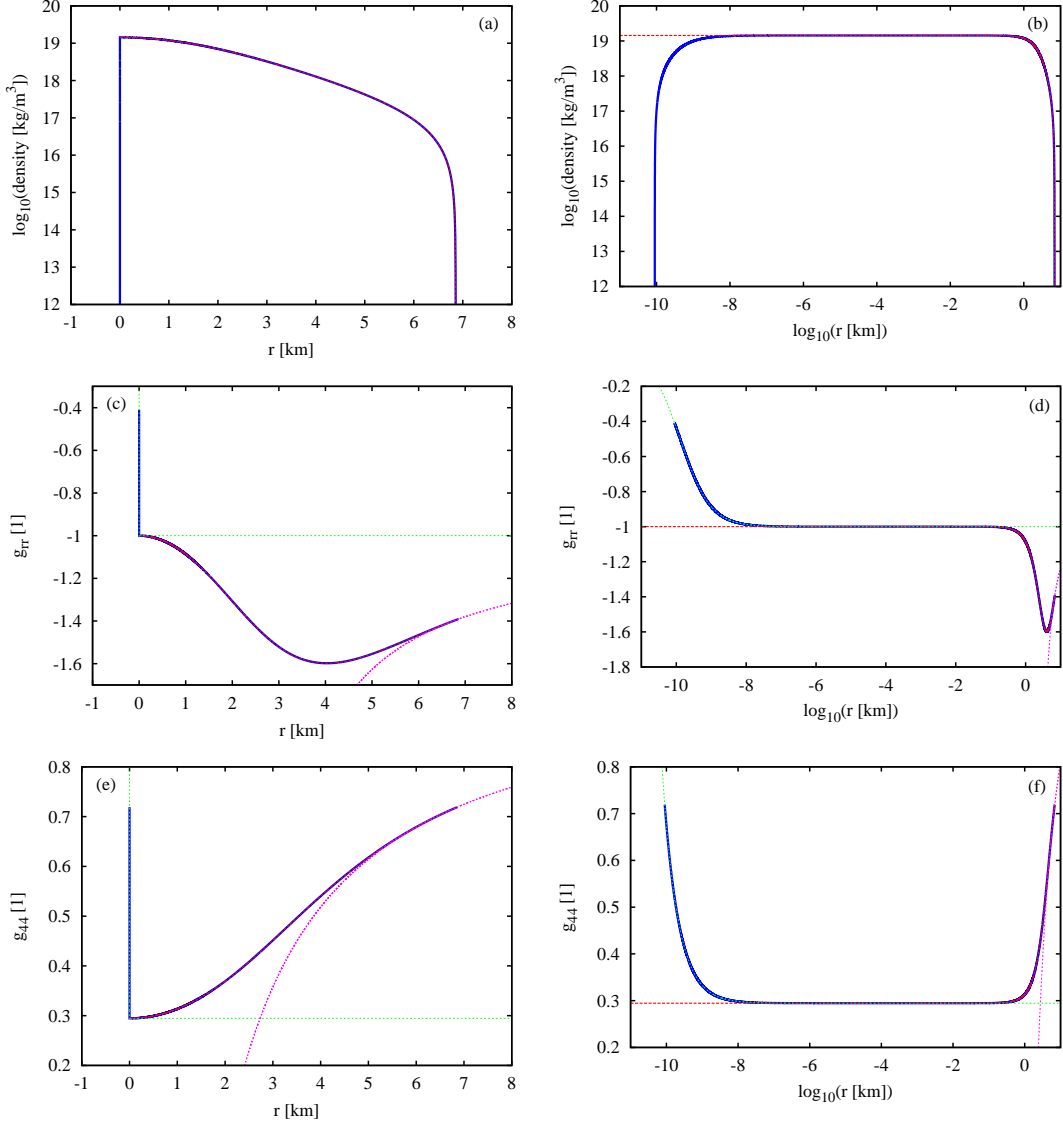 (a)
log10(density [kg/m3])
20
19
18
17
16
15
14
13
12
-1 0 1 2 3 4 5 6 7 8
r [km]
(b)
log10(density [kg/m3])
20
19
18
17
16
15
14
13
12
-10 -8 -6 -4 -2 0
log10(r [km])
(c)
grr [1]
-0.4
-0.6
-0.8
-1
-1.2
-1.4
-1.6
-1 0 1 2 3 4 5 6 7 8
r [km]
(d)
grr [1]
-0.2
-0.4
-0.6
-0.8
-1
-1.2
-1.4
-1.6
-1.8
-10 -8 -6 -4 -2 0
log10(r [km])
(e)
g44 [1]
0.8
0.7
0.6
0.5
0.4
0.3
0.2
-1 0 1 2 3 4 5 6 7 8
r [km]
(f)
g44 [1]
0.8
0.7
0.6
0.5
0.4
0.3
0.2
-10 -8 -6 -4 -2 0
log10(r [km])